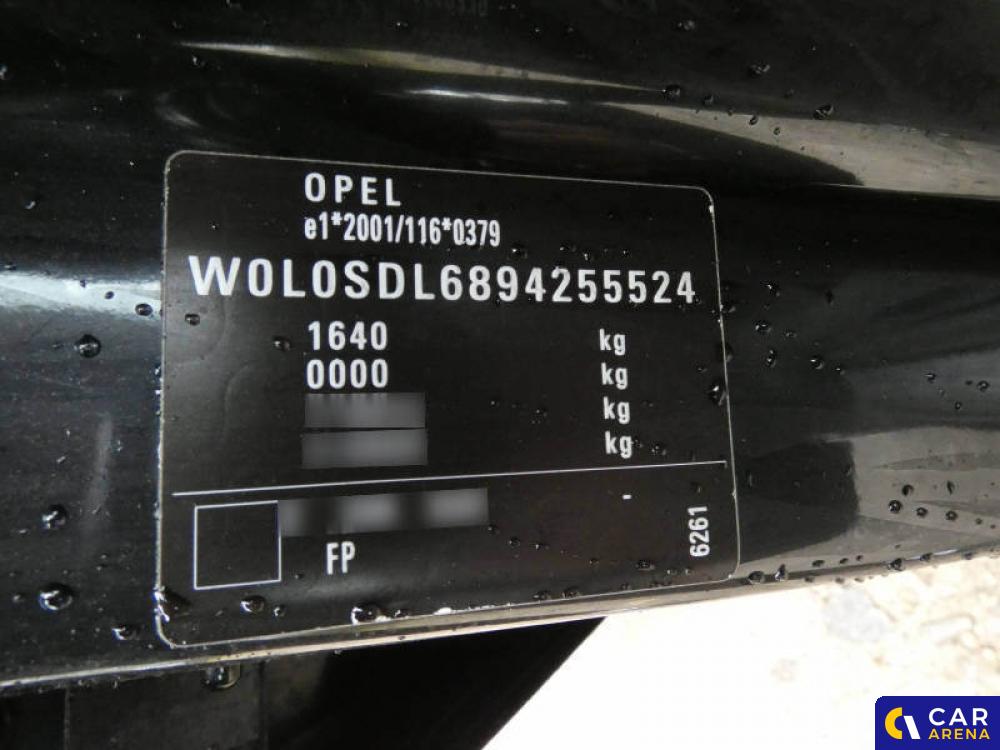 OPEL
e1*2001/116*0379
W0L0SDL6894255524
1640 kg
0000 kg
kg
kg
-
FP
6261
CAR
ARENA